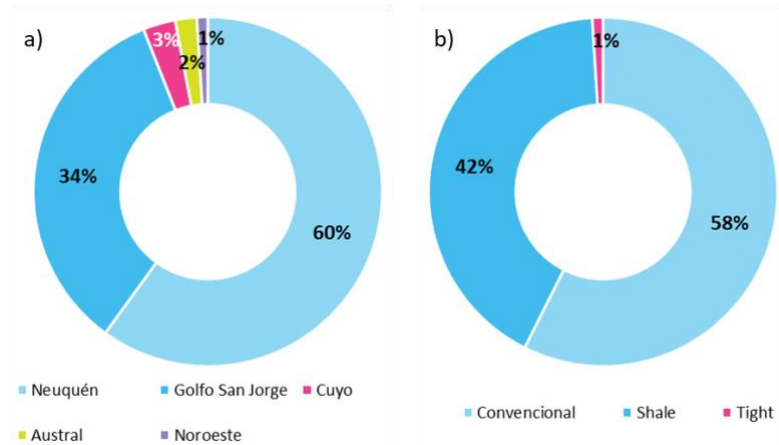 a)
3%
2%
1%
34%
60%
Neuquén Golfo San Jorge Cuyo
Austral Noroeste
b)
1%
42%
58%
Convencional Shale Tight